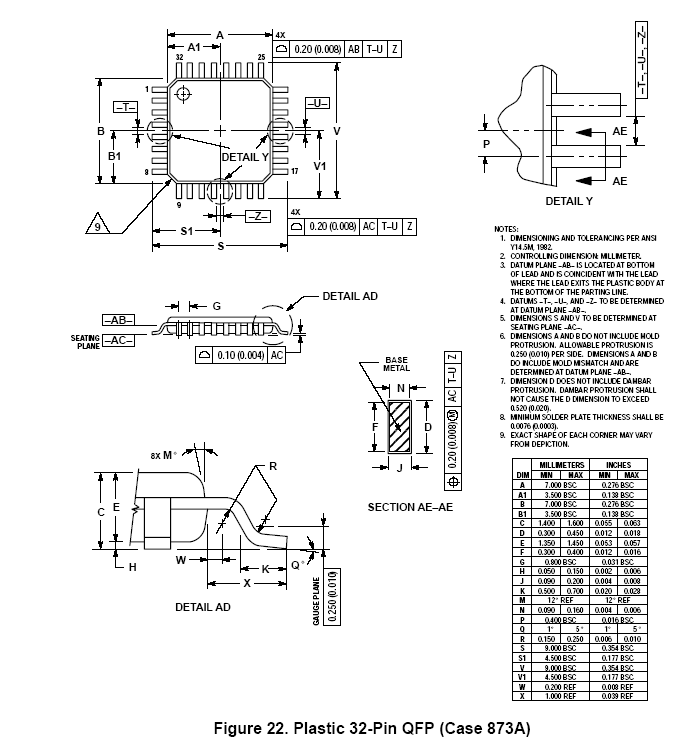 A
4X
A1
⌓ 0.20 (0.008) AB T–U Z
32
25
1
–T–
–U–
B
V
DETAIL Y
B1
V1
8
17
9
9
–Z–
4X
S1
⌓ 0.20 (0.008) AC T–U Z
S
–T–, –U–, –Z–
AE
P
AE
DETAIL Y
G
DETAIL AD
–AB–
SEATING
PLANE
–AC–
⌓ 0.10 (0.004) AC
BASE
METAL
N
F
D
J
⌖ 0.20 (0.008) Ⓜ AC T–U Z
SECTION AE–AE
8X M°
R
C
E
H
W
K
Q°
X
GAUGE PLANE
0.250 (0.010)
DETAIL AD
NOTES:
1. DIMENSIONING AND TOLERANCING PER ANSI
Y14.5M, 1982.
2. CONTROLLING DIMENSION: MILLIMETER.
3. DATUM PLANE –AB– IS LOCATED AT BOTTOM
OF LEAD AND IS COINCIDENT WITH THE LEAD
WHERE THE LEAD EXITS THE PLASTIC BODY AT
THE BOTTOM OF THE PARTING LINE.
4. DATUMS –T–, –U–, AND –Z– TO BE DETERMINED
AT DATUM PLANE –AB–.
5. DIMENSIONS S AND V TO BE DETERMINED AT
SEATING PLANE –AC–.
6. DIMENSIONS A AND B DO NOT INCLUDE MOLD
PROTRUSION. ALLOWABLE PROTRUSION IS
0.250 (0.010) PER SIDE. DIMENSIONS A AND B
DO INCLUDE MOLD MISMATCH AND ARE
DETERMINED AT DATUM PLANE –AB–.
7. DIMENSION D DOES NOT INCLUDE DAMBAR
PROTRUSION. DAMBAR PROTRUSION SHALL
NOT CAUSE THE D DIMENSION TO EXCEED
0.520 (0.020).
8. MINIMUM SOLDER PLATE THICKNESS SHALL BE
0.0076 (0.0003).
9. EXACT SHAPE OF EACH CORNER MAY VARY
FROM DEPICTION.
MILLIMETERS INCHES
DIM MIN MAX MIN MAX
A 7.000 BSC 0.276 BSC
A1 3.500 BSC 0.138 BSC
B 7.000 BSC 0.276 BSC
B1 3.500 BSC 0.138 BSC
C 1.400 1.600 0.055 0.063
D 0.300 0.450 0.012 0.018
E 1.350 1.450 0.053 0.057
F 0.300 0.400 0.012 0.016
G 0.800 BSC 0.031 BSC
H 0.050 0.150 0.002 0.006
J 0.090 0.200 0.004 0.008
K 0.500 0.700 0.020 0.028
M 12° REF 12° REF
N 0.090 0.160 0.004 0.006
P 0.400 BSC 0.016 BSC
Q 1° 5° 1° 5°
R 0.150 0.250 0.006 0.010
S 9.000 BSC 0.354 BSC
S1 4.500 BSC 0.177 BSC
V 9.000 BSC 0.354 BSC
V1 4.500 BSC 0.177 BSC
W 0.200 REF 0.008 REF
X 1.000 REF 0.039 REF
Figure 22. Plastic 32-Pin QFP (Case 873A)